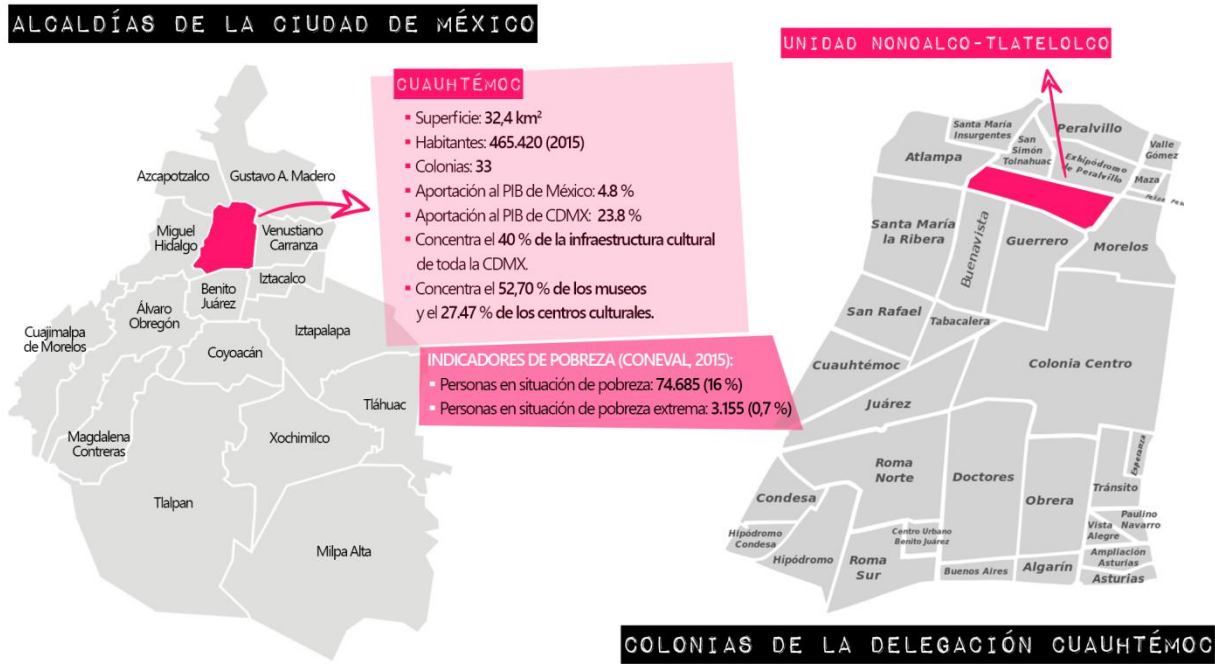 ALCALDÍAS DE LA CIUDAD DE MÉXICO
CUAUHTÉMOC
▪ Superficie: 32,4 km²
▪ Habitantes: 465.420 (2015)
▪ Colonias: 33
▪ Aportación al PIB de México: 4.8 %
▪ Aportación al PIB de CDMX: 23.8 %
▪ Concentra el 40 % de la infraestructura cultural
de toda la CDMX.
▪ Concentra el 52,70 % de los museos
y el 27.47 % de los centros culturales.
INDICADORES DE POBREZA (CONEVAL, 2015):
▪ Personas en situación de pobreza: 74.685 (16 %)
▪ Personas en situación de pobreza extrema: 3.155 (0,7 %)
Azcapotzalco
Gustavo A. Madero
Miguel
Hidalgo
Venustiano
Carranza
Iztacalco
Benito
Juárez
Álvaro
Obregón
Cuajimalpa
de Morelos
Iztapalapa
Coyoacán
Tláhuac
Magdalena
Contreras
Xochimilco
Tlalpan
Milpa Alta
UNIDAD NONOALCO-TLATELOLCO
Santa María
Insurgentes
Peralvillo
San
Simón
Tolnahuac
Valle
Gómez
Atlampa
Exhipódromo
de Peralvillo
Maza
Santa María
la Ribera
Buenavista
Guerrero
Morelos
San Rafael
Tabacalera
Cuauhtémoc
Colonia Centro
Juárez
Roma
Norte
Doctores
Esperanza
Tránsito
Condesa
Obrera
Paulino
Navarro
Vista
Alegre
Hipódromo
Condesa
Centro Urbano
Benito Juárez
Hipódromo
Roma
Sur
Ampliación
Asturias
Buenos Aires
Algarín
Asturias
COLONIAS DE LA DELEGACIÓN CUAUHTÉMOC